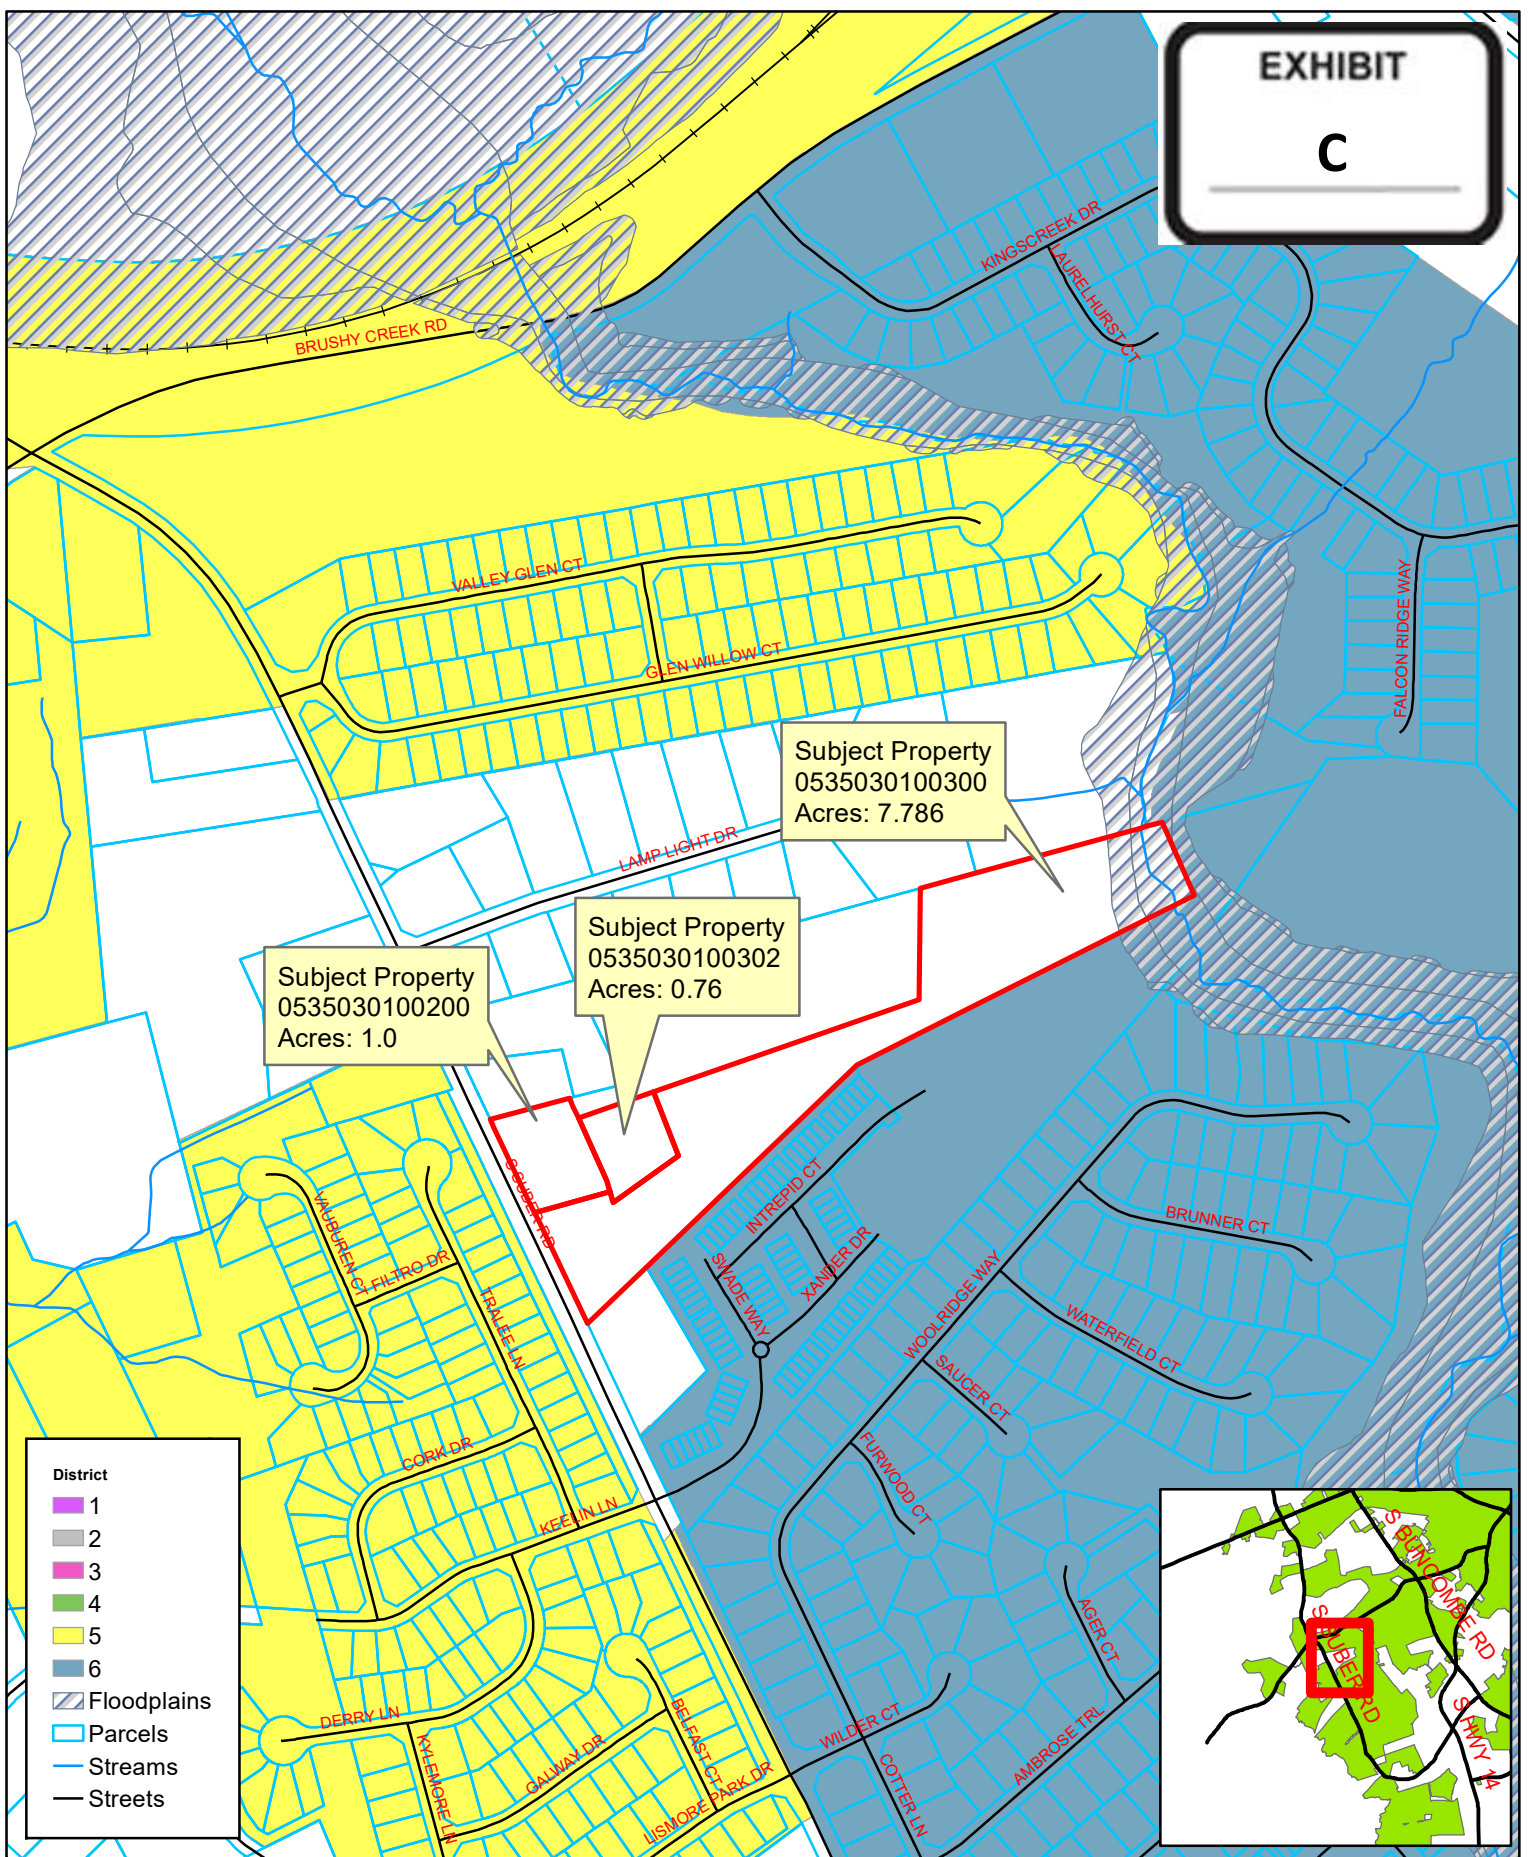 EXHIBIT
C
KINGSCREEK DR
LAURELHURST CT
BRUSHY CREEK RD
VALLEY GLEN CT
GLEN WILLOW CT
FALCON RIDGE WAY
Subject Property
0535030100300
Acres: 7.786
LAMP LIGHT DR
Subject Property
0535030100302
Acres: 0.76
Subject Property
0535030100200
Acres: 1.0
S SUBER RD
VAUBUREN CT
FILTRO DR
TRALEE LN
INTREPID CT
SWADE WAY
XANDER DR
BRUNNER CT
WOOLRIDGE WAY
WATERFIELD CT
SAUCER CT
FURWOOD CT
CORK DR
KEELIN LN
AGER CT
DERRY LN
KYLEMORE LN
GALWAY DR
BELFAST CT
LISMORE PARK DR
WILDER CT
COTTER LN
AMBROSE TRL
District
1
2
3
4
5
6
Floodplains
Parcels
Streams
Streets
S BUNCOMBE RD
S SUBER RD
S HWY 14